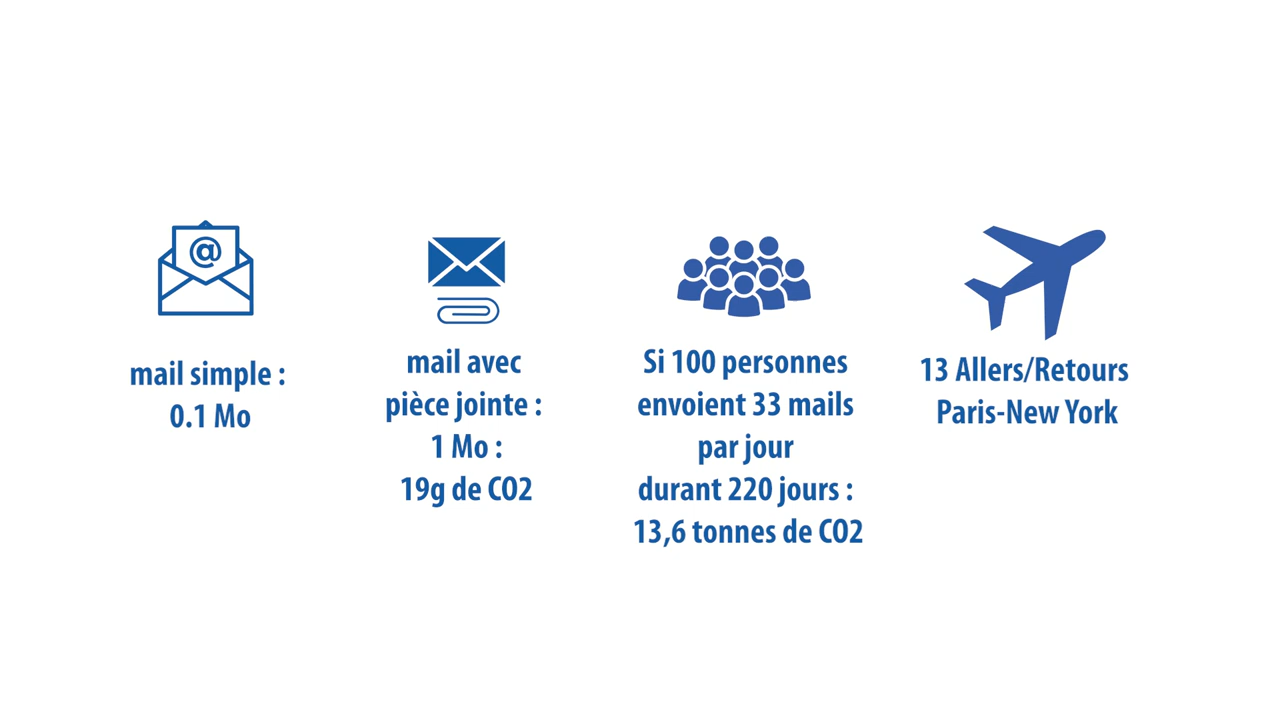 @
mail simple :
0.1 Mo
mail avec
pièce jointe :
1 Mo :
19g de CO2
Si 100 personnes
envoient 33 mails
par jour
durant 220 jours :
13,6 tonnes de CO2
13 Allers/Retours
Paris-New York